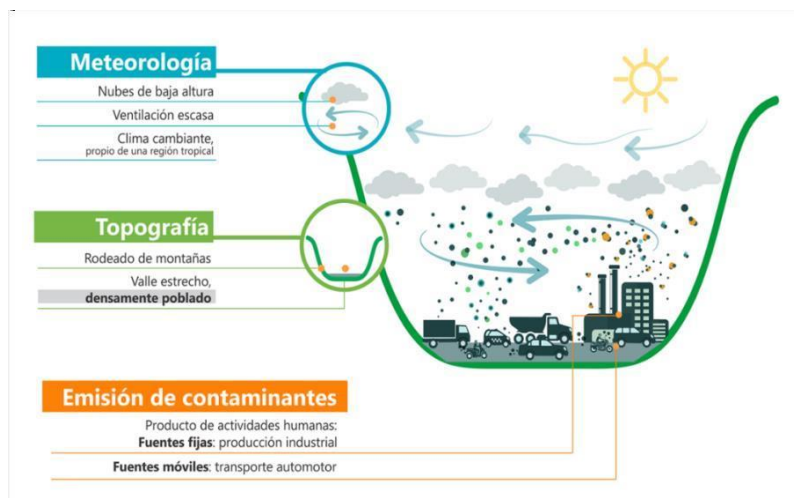 Meteorología
Nubes de baja altura
Ventilación escasa
Clima cambiante,
propio de una región tropical
Topografía
Rodeado de montañas
Valle estrecho,
densamente poblado
Emisión de contaminantes
Producto de actividades humanas:
Fuentes fijas: producción industrial
Fuentes móviles: transporte automotor